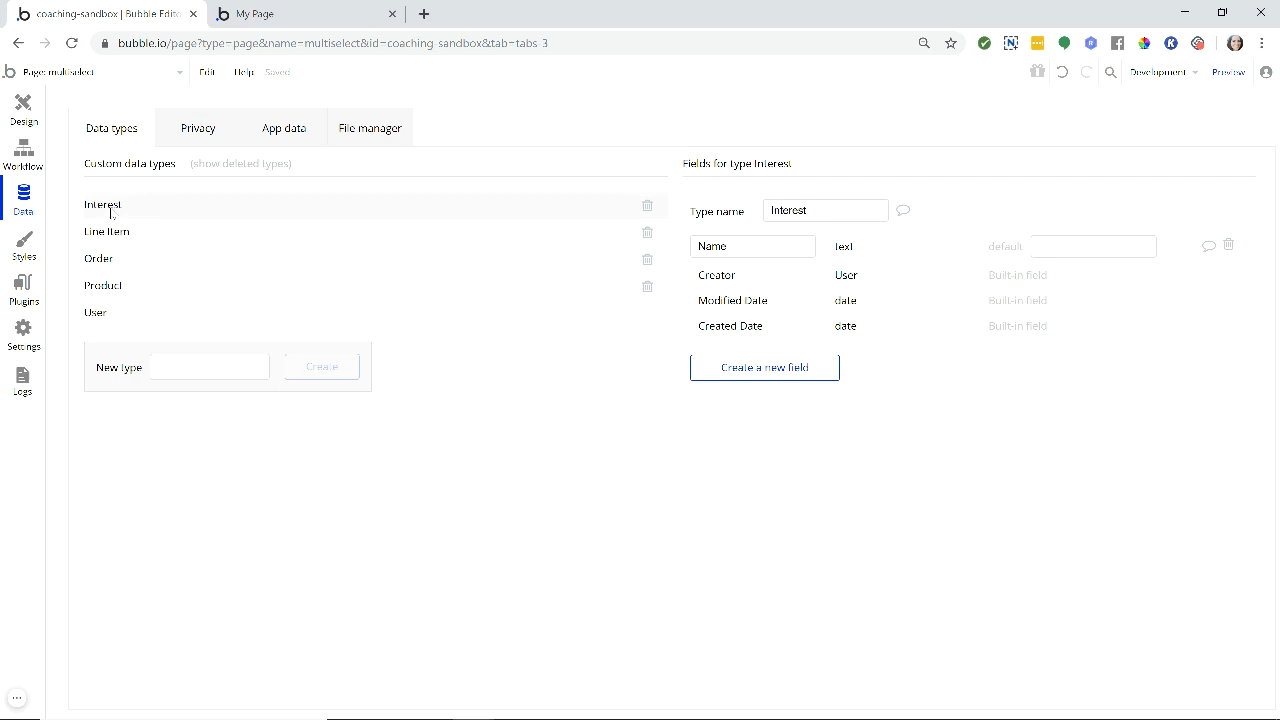 coaching-sandbox | Bubble Edito
My Page
bubble.io/page?type=page&name=multiselect&id=coaching-sandbox&tab=tabs-3
Page: multiselect
Edit
Help
Saved
Development
Preview
Design
Workflow
Data
Styles
Plugins
Settings
Logs
Data types
Privacy
App data
File manager
Custom data types (show deleted types)
Interest
Line Item
Order
Product
User
New type
Create
Fields for type Interest
Type name Interest
Name text default
Creator User Built-in field
Modified Date date Built-in field
Created Date date Built-in field
Create a new field